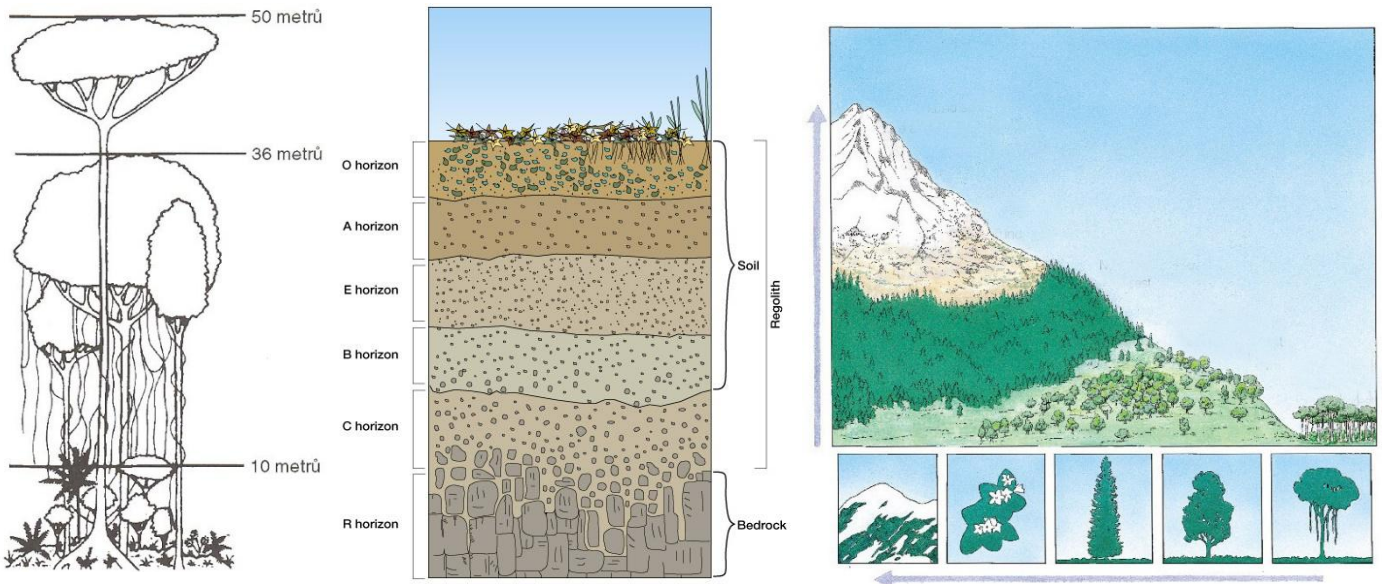 50 metrů
36 metrů
10 metrů
O horizon
A horizon
E horizon
B horizon
C horizon
R horizon
Soil
Regolith
Bedrock